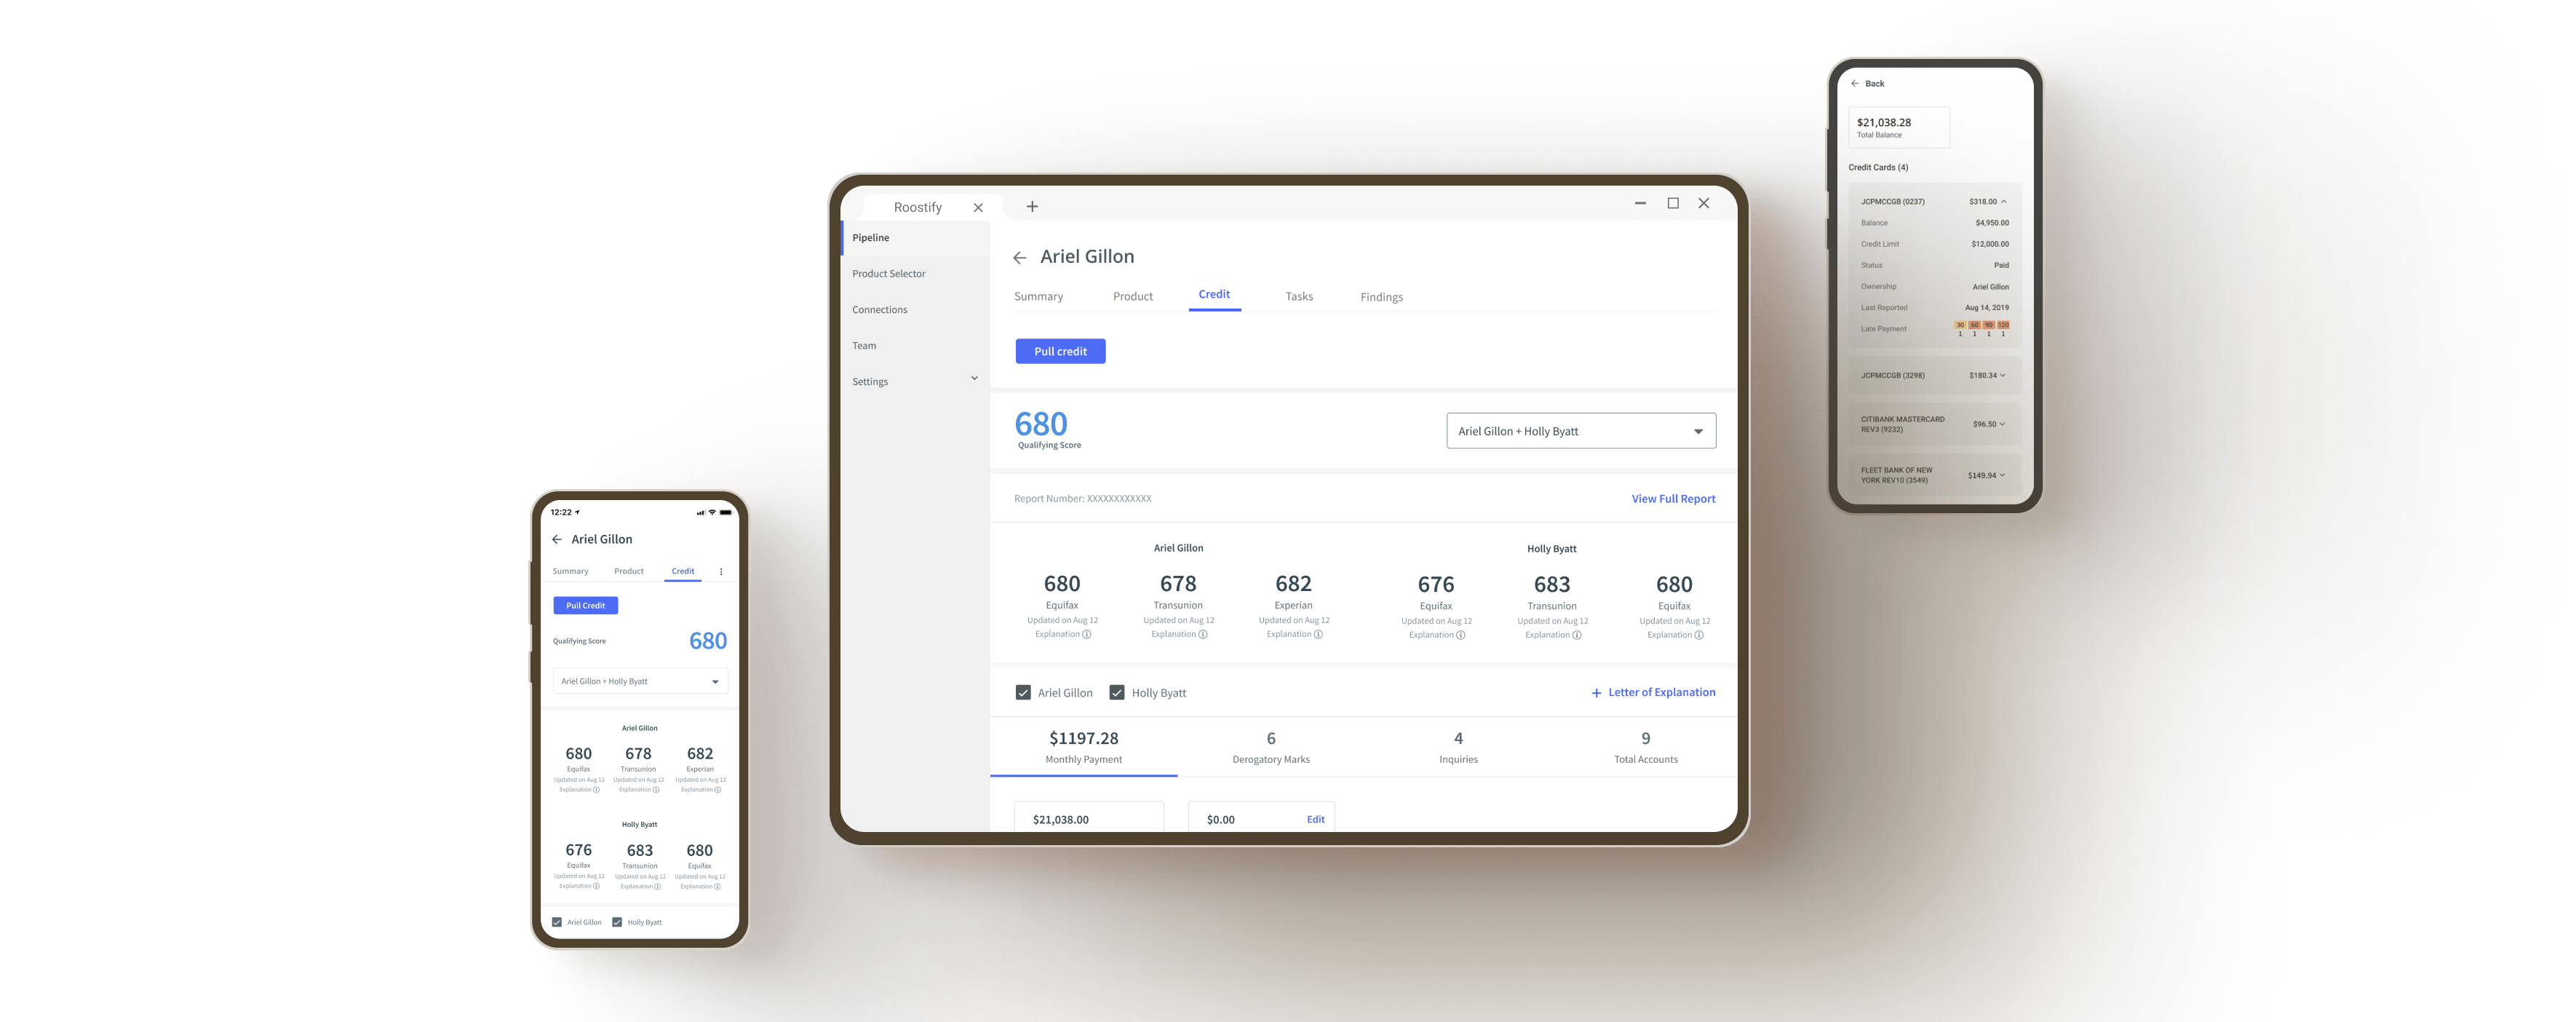 12:22
Ariel Gillon
Summary Product Credit
Pull Credit
Qualifying Score 680
Ariel Gillon + Holly Byatt
Ariel Gillon
680 678 682
Equifax Transunion Experian
Updated on Aug 12 Updated on Aug 12 Updated on Aug 12
Explanation Explanation Explanation
Holly Byatt
676 683 680
Equifax Transunion Equifax
Updated on Aug 12 Updated on Aug 12 Updated on Aug 12
Explanation Explanation Explanation
Ariel Gillon Holly Byatt
Roostify
Pipeline
Product Selector
Connections
Team
Settings
Ariel Gillon
Summary Product Credit Tasks Findings
Pull credit
680
Qualifying Score
Ariel Gillon + Holly Byatt
Report Number: XXXXXXXXXXXX View Full Report
Ariel Gillon Holly Byatt
680 678 682 676 683 680
Equifax Transunion Experian Equifax Transunion Equifax
Updated on Aug 12 Updated on Aug 12 Updated on Aug 12 Updated on Aug 12 Updated on Aug 12 Updated on Aug 12
Explanation Explanation Explanation Explanation Explanation Explanation
Ariel Gillon Holly Byatt + Letter of Explanation
$1197.28 6 4 9
Monthly Payment Derogatory Marks Inquiries Total Accounts
$21,038.00 $0.00 Edit
Back
$21,038.28
Total Balance
Credit Cards (4)
JCPMCCGB (0237) $318.00
Balance $4,950.00
Credit Limit $12,000.00
Status Paid
Ownership Ariel Gillon
Last Reported Aug 14, 2019
Late Payment 30 60 90 120
1 1 1 1
JCPMCCGB (3298) $180.34
CITIBANK MASTERCARD
REV3 (9232) $96.50
FLEET BANK OF NEW
YORK REV10 (3549) $149.94